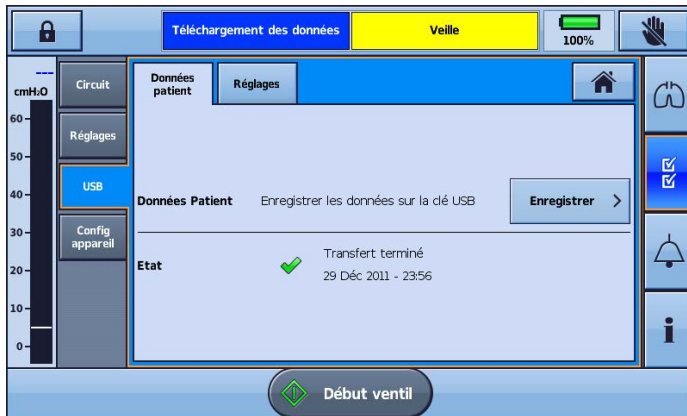 Téléchargement des données
Veille
100%
---
cmH₂O
60
50
40
30
20
10
0
Circuit
Réglages
USB
Config
appareil
Données
patient
Réglages
Données Patient
Enregistrer les données sur la clé USB
Enregistrer >
Etat
Transfert terminé
29 Déc 2011 - 23:56
i
Début ventil